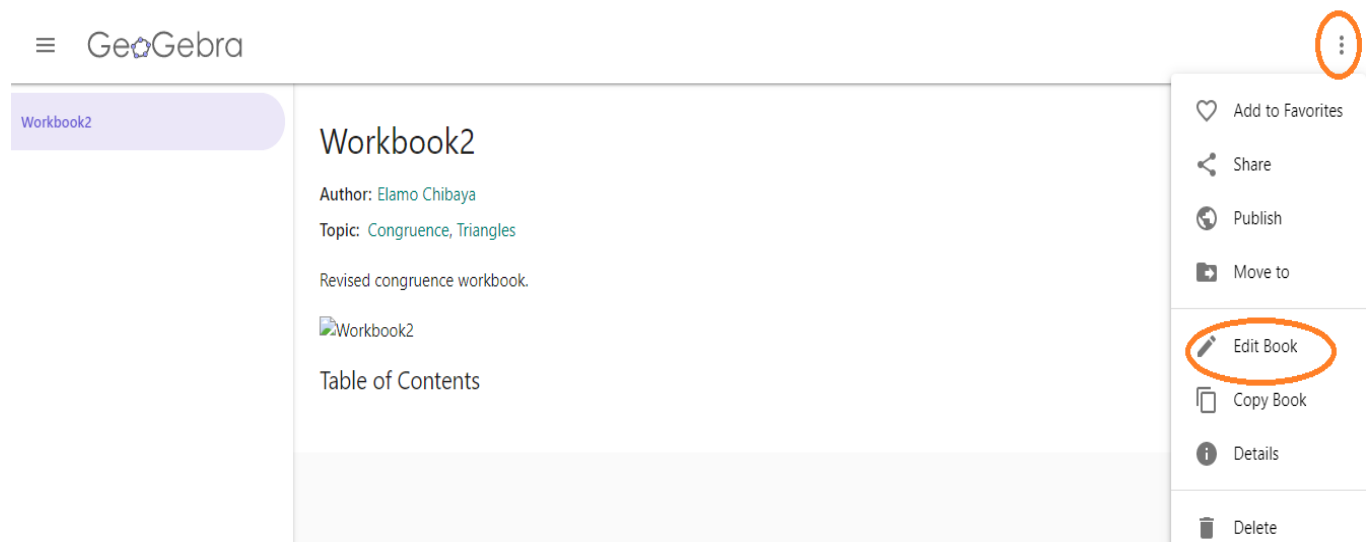 GeoGebra
Workbook2
Workbook2
Author: Elamo Chibaya
Topic: Congruence, Triangles
Revised congruence workbook.
Workbook2
Table of Contents
Add to Favorites
Share
Publish
Move to
Edit Book
Copy Book
Details
Delete